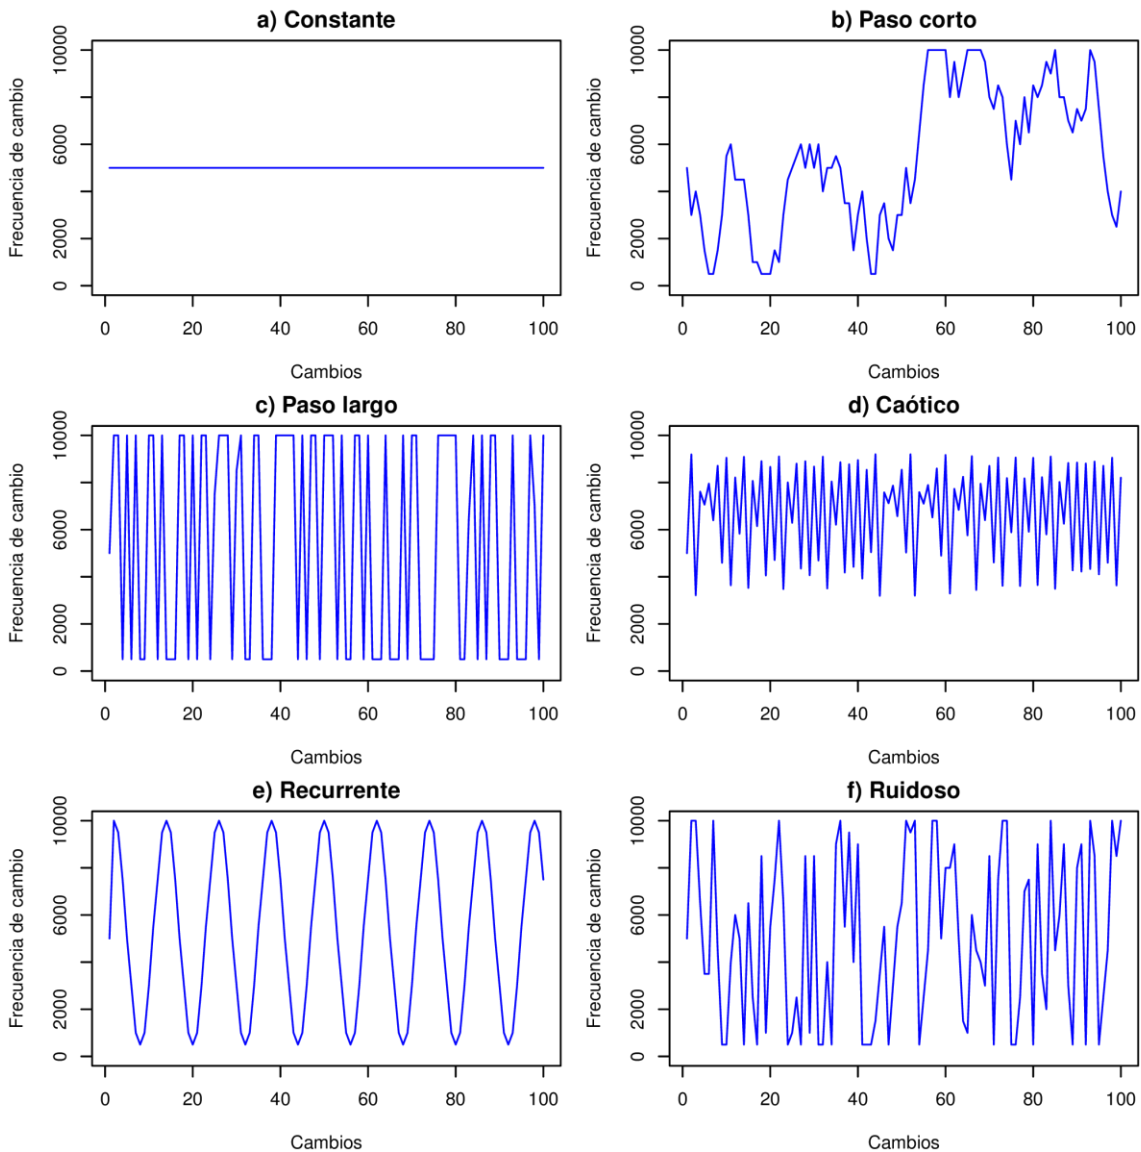 a) Constante
Frecuencia de cambio
0 2000 6000 10000
0 20 40 60 80 100
Cambios
b) Paso corto
Frecuencia de cambio
0 2000 6000 10000
0 20 40 60 80 100
Cambios
c) Paso largo
Frecuencia de cambio
0 2000 6000 10000
0 20 40 60 80 100
Cambios
d) Caótico
Frecuencia de cambio
0 2000 6000 10000
0 20 40 60 80 100
Cambios
e) Recurrente
Frecuencia de cambio
0 2000 6000 10000
0 20 40 60 80 100
Cambios
f) Ruidoso
Frecuencia de cambio
0 2000 6000 10000
0 20 40 60 80 100
Cambios